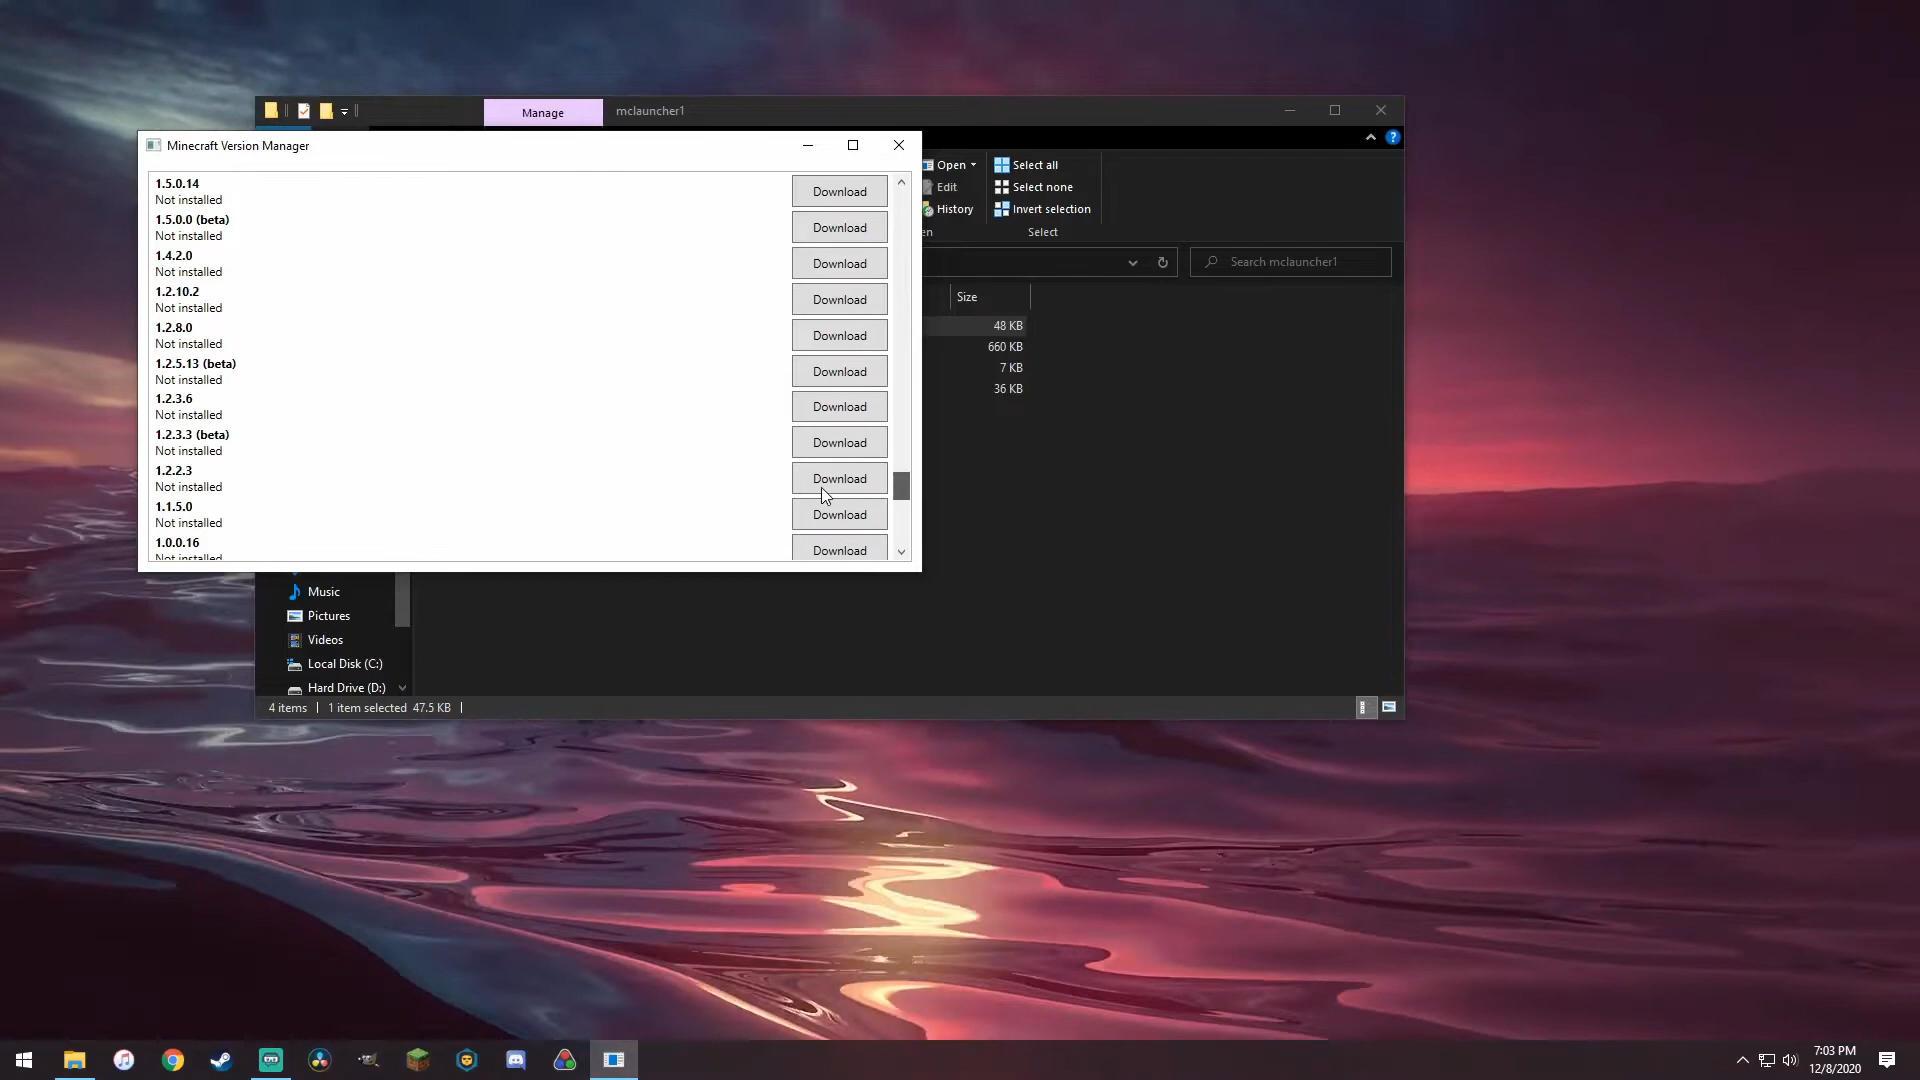 Manage
mclauncher1
Minecraft Version Manager
Open
Select all
Edit
Select none
History
Invert selection
en
Select
Search mclauncher1
Size
48 KB
660 KB
7 KB
36 KB
1.5.0.14
Not installed
Download
1.5.0.0 (beta)
Not installed
Download
1.4.2.0
Not installed
Download
1.2.10.2
Not installed
Download
1.2.8.0
Not installed
Download
1.2.5.13 (beta)
Not installed
Download
1.2.3.6
Not installed
Download
1.2.3.3 (beta)
Not installed
Download
1.2.2.3
Not installed
Download
1.1.5.0
Not installed
Download
1.0.0.16
Not installed
Download
Music
Pictures
Videos
Local Disk (C:)
Hard Drive (D:)
4 items
1 item selected 47.5 KB
7:03 PM
12/8/2020